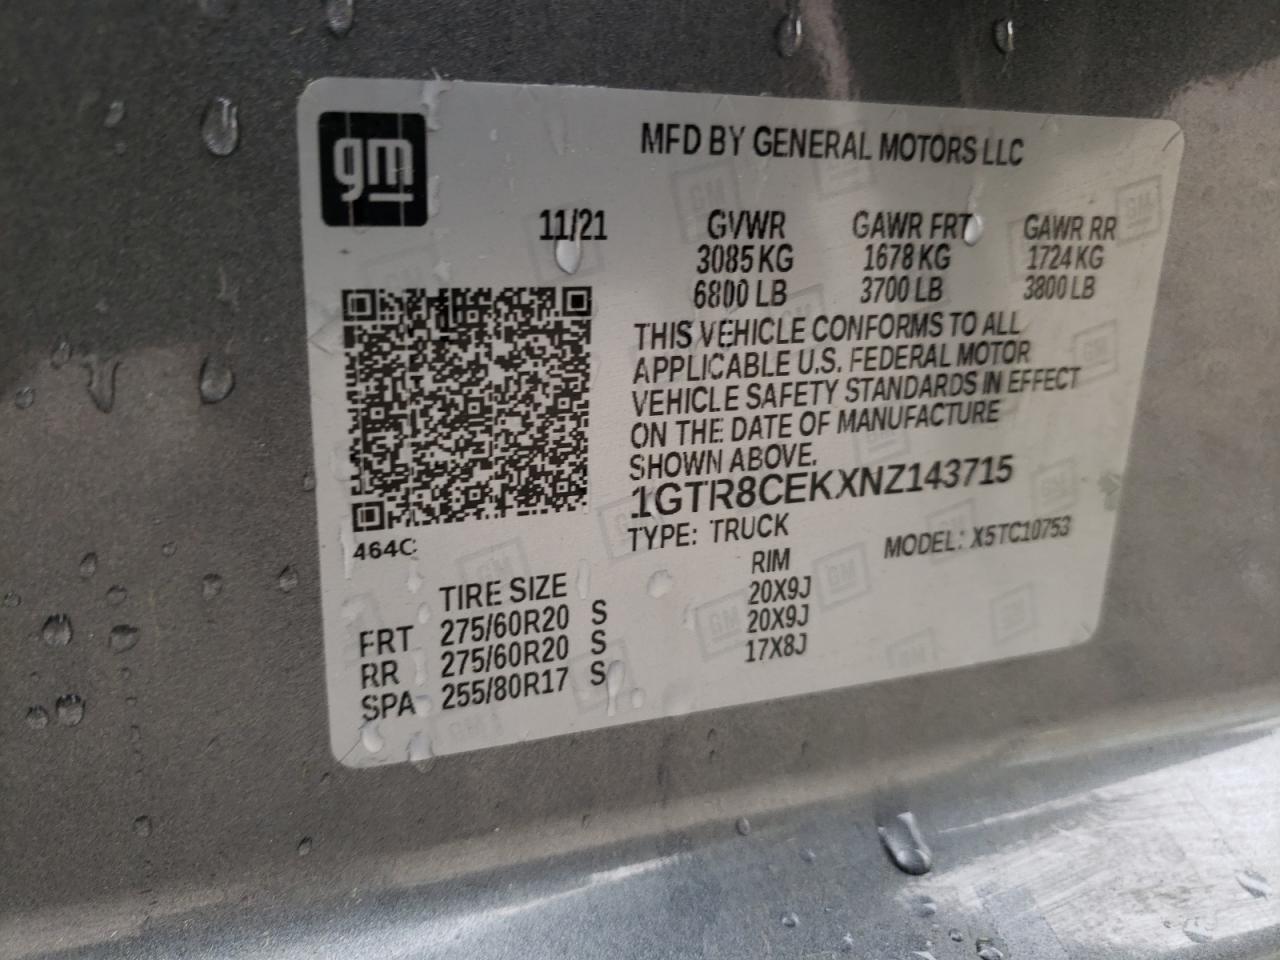 gm
MFD BY GENERAL MOTORS LLC
11/21 GVWR GAWR FRT GAWR RR
3085 KG 1678 KG 1724 KG
6800 LB 3700 LB 3800 LB
THIS VEHICLE CONFORMS TO ALL
APPLICABLE U.S. FEDERAL MOTOR
VEHICLE SAFETY STANDARDS IN EFFECT
ON THE DATE OF MANUFACTURE
SHOWN ABOVE.
1GTR8CEKXNZ143715
464C
TYPE: TRUCK MODEL: X5TC10753
TIRE SIZE RIM
FRT 275/60R20 S 20X9J
RR 275/60R20 S 20X9J
SPA 255/80R17 S 17X8J